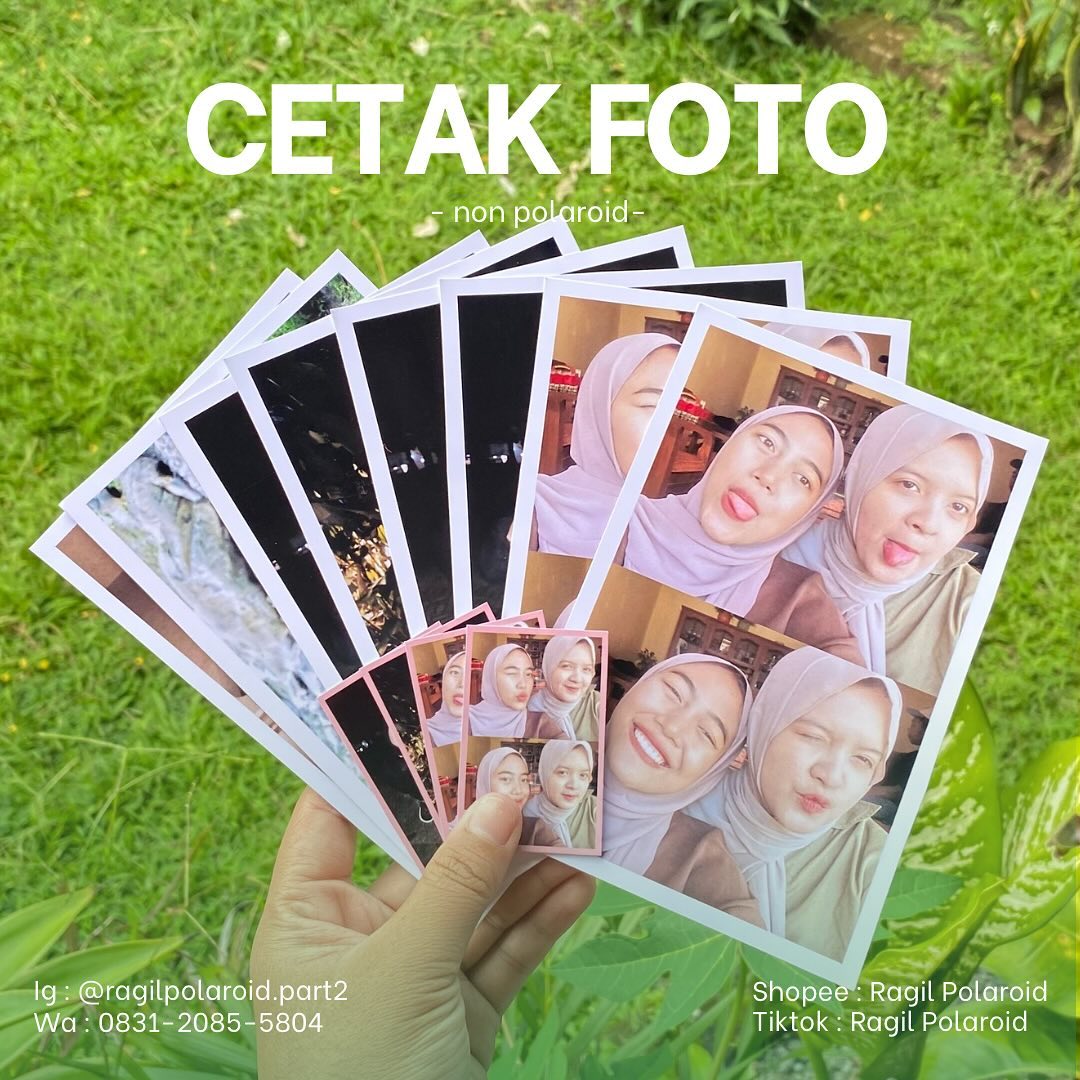 CETAK FOTO
- non polaroid-
Ig : @ragilpolaroid.part2
Wa : 0831-2085-5804
Shopee : Ragil Polaroid
Tiktok : Ragil Polaroid